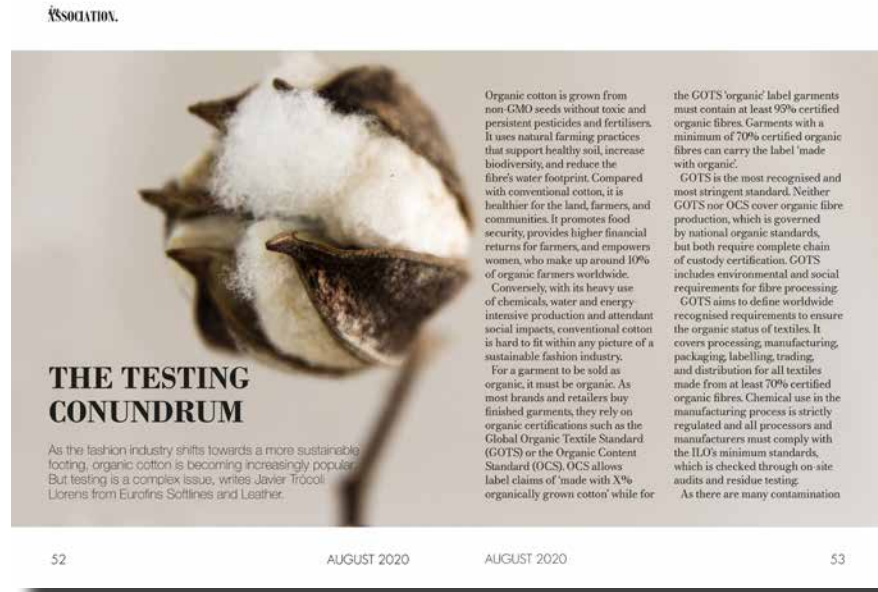 in
ASSOCIATION.
THE TESTING
CONUNDRUM
As the fashion industry shifts towards a more sustainable
footing, organic cotton is becoming increasingly popular.
But testing is a complex issue, writes Javier Trócoli
Llorens from Eurofins Softlines and Leather.
Organic cotton is grown from
non-GMO seeds without toxic and
persistent pesticides and fertilisers.
It uses natural farming practices
that support healthy soil, increase
biodiversity, and reduce the
fibre's water footprint. Compared
with conventional cotton, it is
healthier for the land, farmers, and
communities. It promotes food
security, provides higher financial
returns for farmers, and empowers
women, who make up around 10%
of organic farmers worldwide.
Conversely, with its heavy use
of chemicals, water and energy-
intensive production and attendant
social impacts, conventional cotton
is hard to fit within any picture of a
sustainable fashion industry.
For a garment to be sold as
organic, it must be organic. As
most brands and retailers buy
finished garments, they rely on
organic certifications such as the
Global Organic Textile Standard
(GOTS) or the Organic Content
Standard (OCS). OCS allows
label claims of 'made with X%
organically grown cotton' while for
the GOTS 'organic' label garments
must contain at least 95% certified
organic fibres. Garments with a
minimum of 70% certified organic
fibres can carry the label 'made
with organic'.
GOTS is the most recognised and
most stringent standard. Neither
GOTS nor OCS cover organic fibre
production, which is governed
by national organic standards,
but both require complete chain
of custody certification. GOTS
includes environmental and social
requirements for fibre processing.
GOTS aims to define worldwide
recognised requirements to ensure
the organic status of textiles. It
covers processing, manufacturing,
packaging, labelling, trading,
and distribution for all textiles
made from at least 70% certified
organic fibres. Chemical use in the
manufacturing process is strictly
regulated and all processors and
manufacturers must comply with
the ILO's minimum standards,
which is checked through on-site
audits and residue testing.
As there are many contamination
52
AUGUST 2020
AUGUST 2020
53